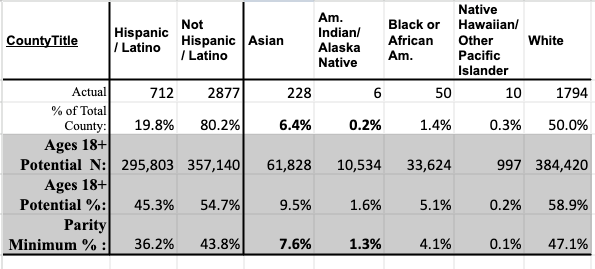 CountyTitle Hispanic / Latino Not Hispanic / Latino Asian Am. Indian/ Alaska Native Black or African Am. Native Hawaiian/ Other Pacific Islander White
Actual 712 2877 228 6 50 10 1794
% of Total County: 19.8% 80.2% 6.4% 0.2% 1.4% 0.3% 50.0%
Ages 18+ Potential N: 295,803 357,140 61,828 10,534 33,624 997 384,420
Ages 18+ Potential %: 45.3% 54.7% 9.5% 1.6% 5.1% 0.2% 58.9%
Parity Minimum % : 36.2% 43.8% 7.6% 1.3% 4.1% 0.1% 47.1%